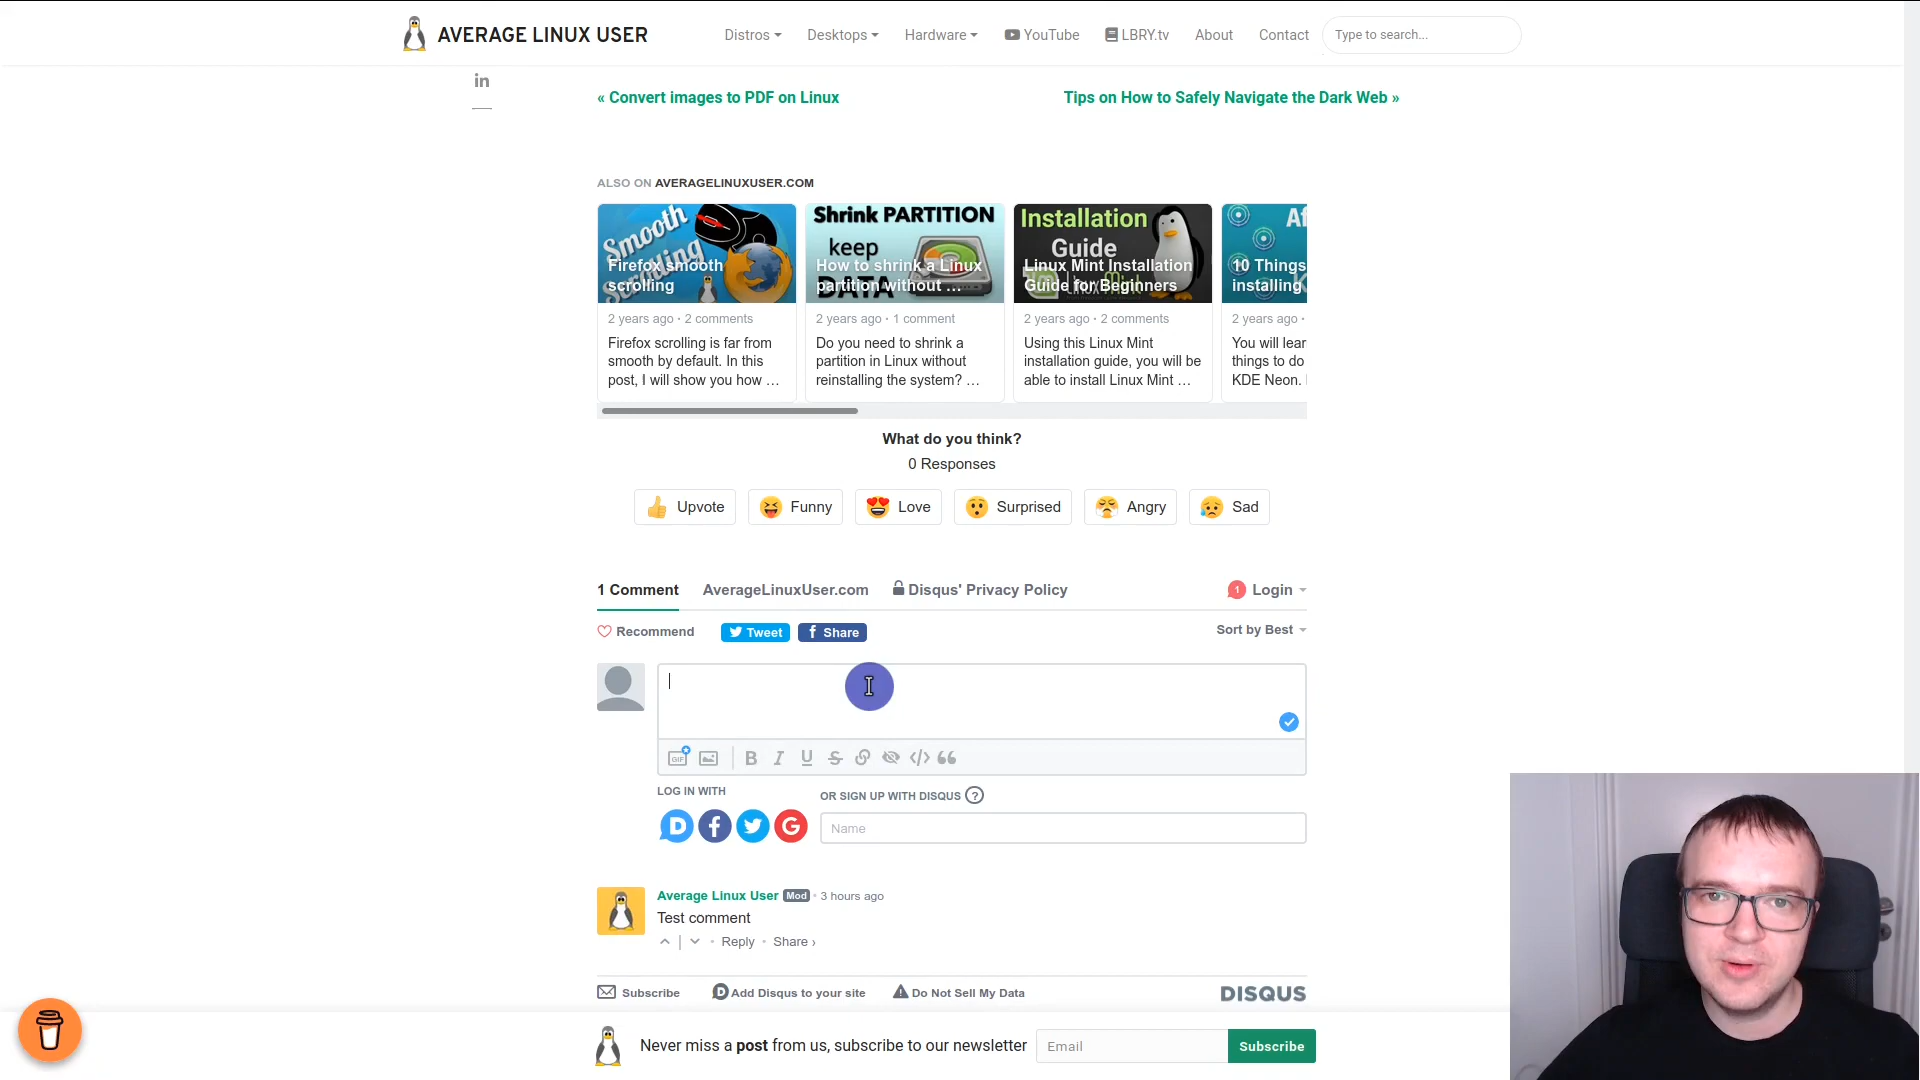 AVERAGE LINUX USER
Distros
Desktops
Hardware
YouTube
LBRY.tv
About
Contact
Type to search...
in
« Convert images to PDF on Linux
Tips on How to Safely Navigate the Dark Web »
ALSO ON AVERAGELINUXUSER.COM
Smooth
Scrolling
Firefox smooth
scrolling
2 years ago · 2 comments
Firefox scrolling is far from
smooth by default. In this
post, I will show you how …
Shrink PARTITION
keep
DATA
How to shrink a Linux
partition without …
2 years ago · 1 comment
Do you need to shrink a
partition in Linux without
reinstalling the system? …
Installation
Guide
Linux Mint
Linux Mint Installation
Guide for Beginners
2 years ago · 2 comments
Using this Linux Mint
installation guide, you will be
able to install Linux Mint …
Af
10 Things
installing
2 years ago ·
You will lear
things to do
KDE Neon.
What do you think?
0 Responses
Upvote
Funny
Love
Surprised
Angry
Sad
1 Comment
AverageLinuxUser.com
Disqus' Privacy Policy
1
Login
Recommend
Tweet
f Share
Sort by Best
GIF
B
I
U
S
</>
LOG IN WITH
OR SIGN UP WITH DISQUS ?
D
f
G
Name
Average Linux User Mod · 3 hours ago
Test comment
Reply · Share ›
Subscribe
D Add Disqus to your site
Do Not Sell My Data
DISQUS
Never miss a post from us, subscribe to our newsletter
Email
Subscribe